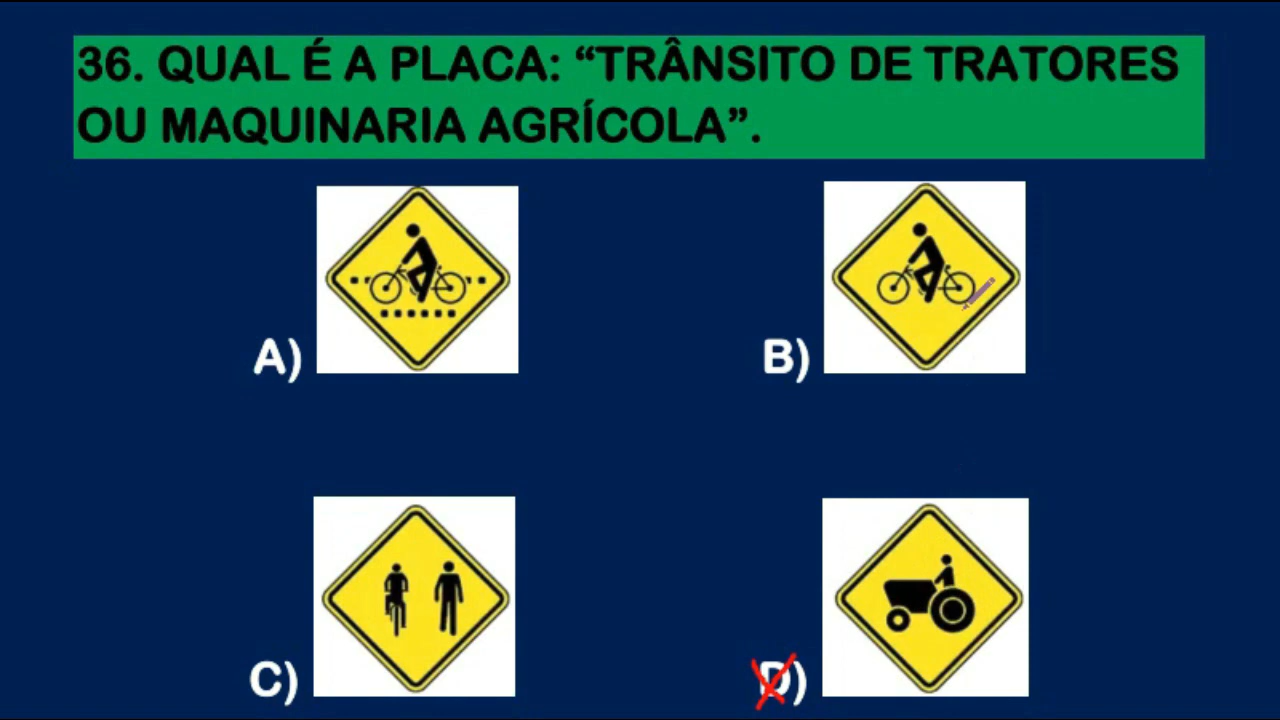 36. QUAL É A PLACA: “TRÂNSITO DE TRATORES
OU MAQUINARIA AGRÍCOLA”.
A)
B)
C)
D)